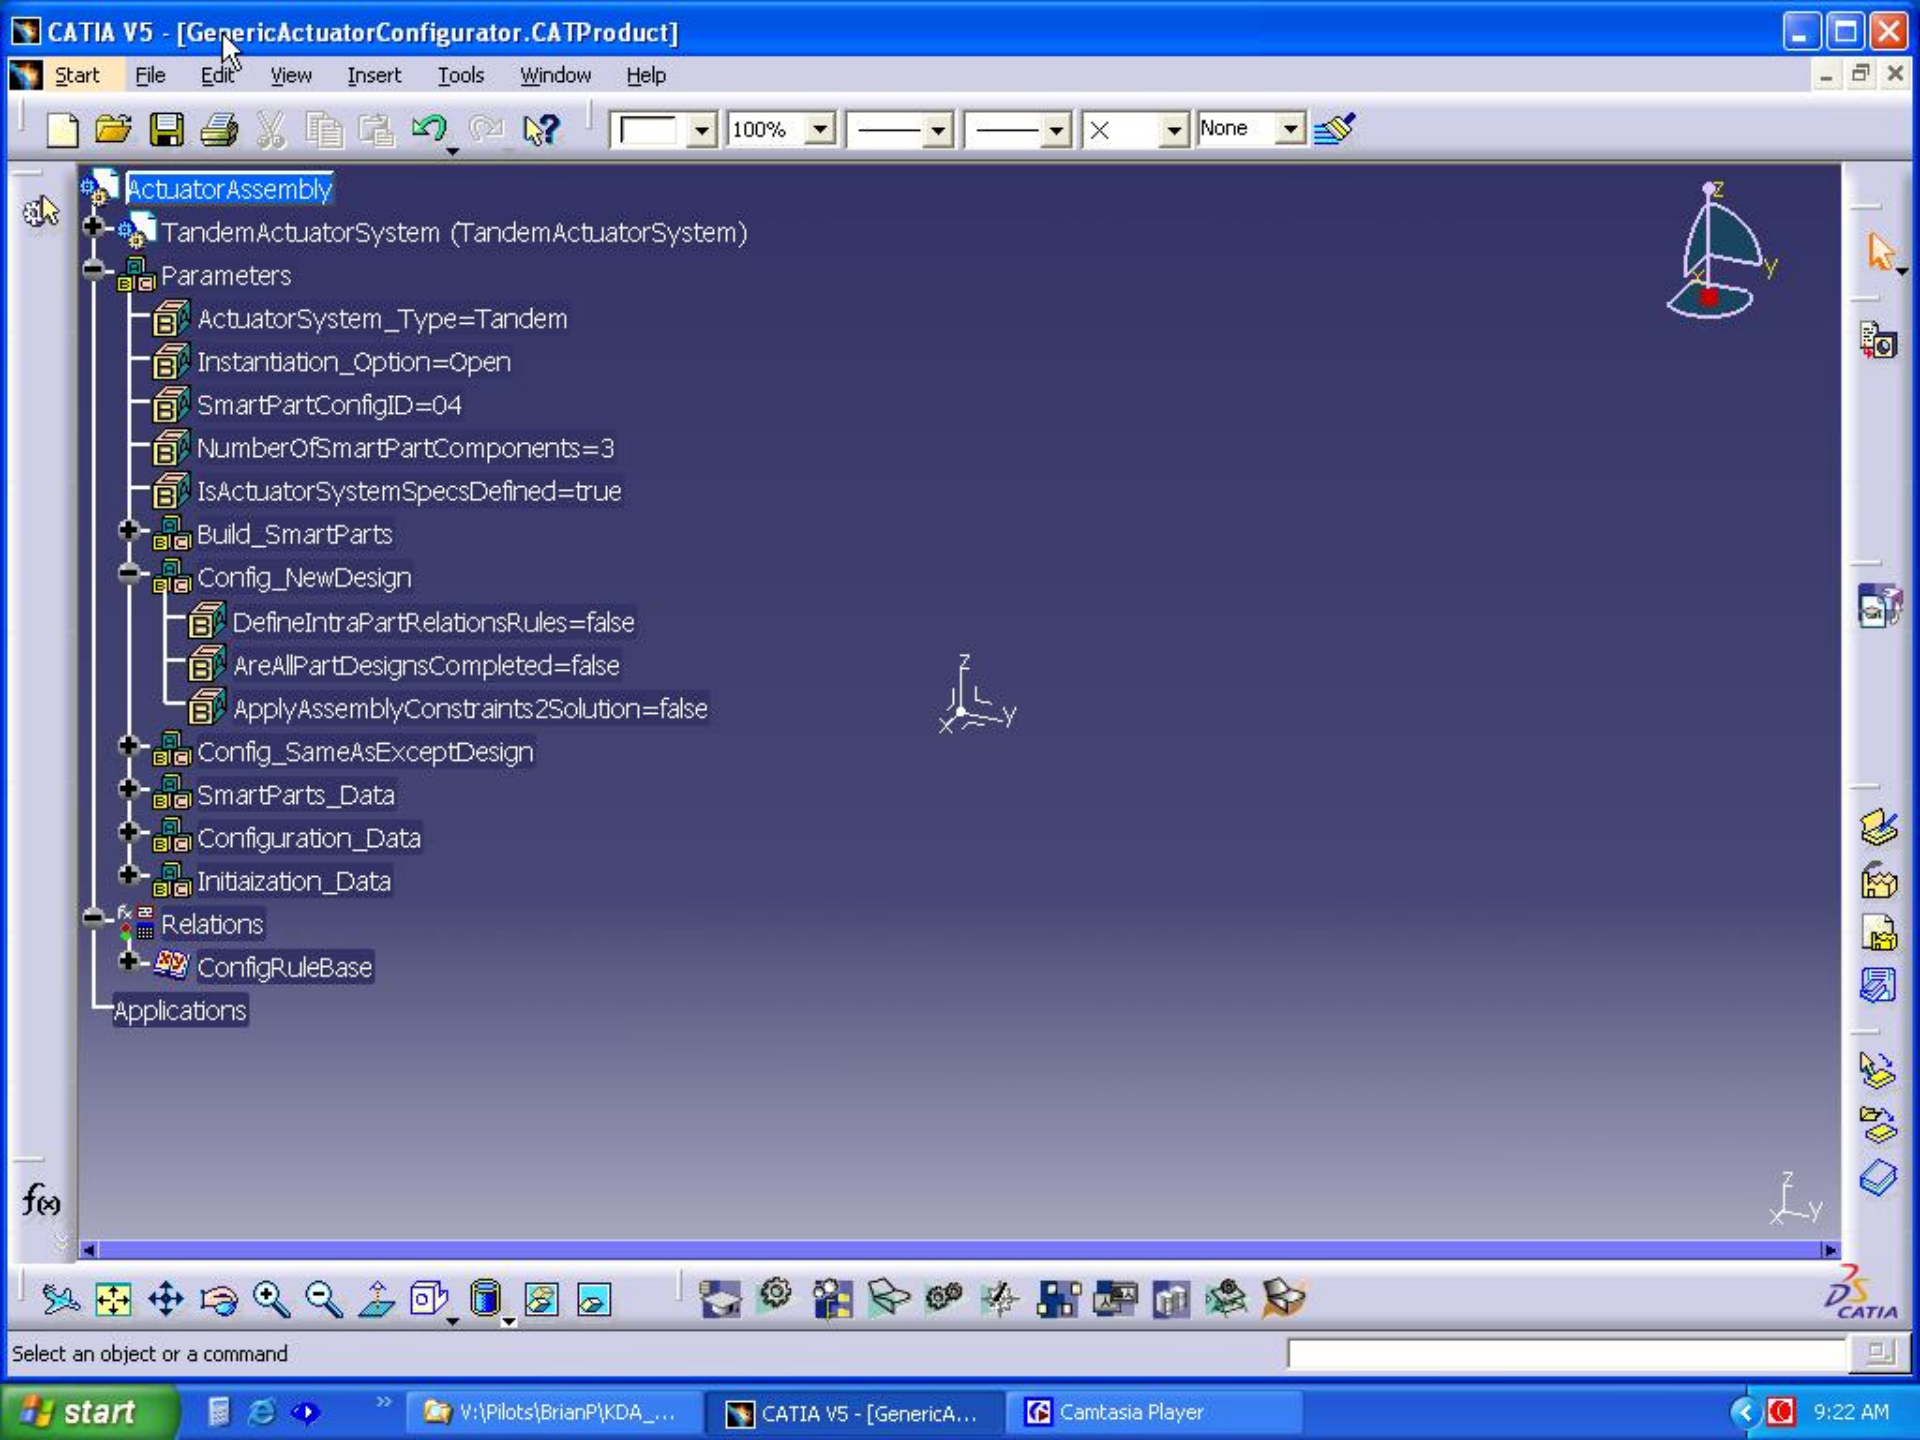 CATIA V5 - [GenericActuatorConfigurator.CATProduct]
Start File Edit View Insert Tools Window Help
100% None
ActuatorAssembly
TandemActuatorSystem (TandemActuatorSystem)
Parameters
ActuatorSystem_Type=Tandem
Instantiation_Option=Open
SmartPartConfigID=04
NumberOfSmartPartComponents=3
IsActuatorSystemSpecsDefined=true
Build_SmartParts
Config_NewDesign
DefineIntraPartRelationsRules=false
AreAllPartDesignsCompleted=false
ApplyAssemblyConstraints2Solution=false
Config_SameAsExceptDesign
SmartParts_Data
Configuration_Data
Initiaization_Data
Relations
ConfigRuleBase
Applications
z
y
x
z
y
x
z
y
x
f(x)
CATIA
Select an object or a command
start V:\Pilots\BrianP\KDA_... CATIA V5 - [GenericA... Camtasia Player 9:22 AM